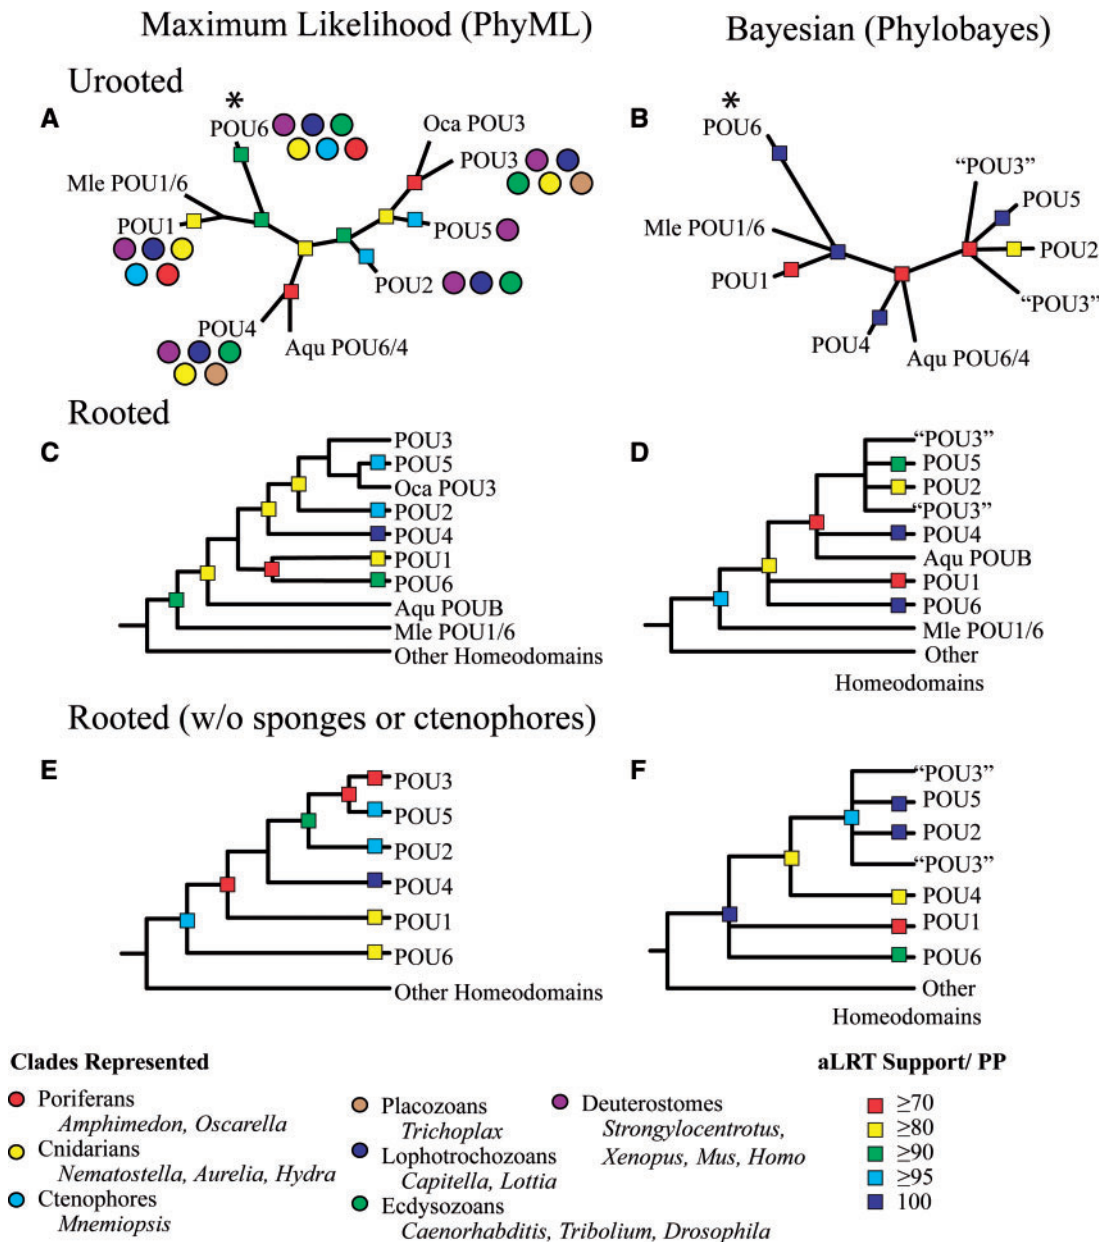 Maximum Likelihood (PhyML)
Bayesian (Phylobayes)
Urooted
A
*
POU6
Oca POU3
POU3
Mle POU1/6
POU1
POU5
POU2
POU4
Aqu POU6/4
B
*
POU6
“POU3”
POU5
Mle POU1/6
POU2
POU1
“POU3”
POU4
Aqu POU6/4
Rooted
C
POU3
POU5
Oca POU3
POU2
POU4
POU1
POU6
Aqu POUB
Mle POU1/6
Other Homeodomains
D
“POU3”
POU5
POU2
“POU3”
POU4
Aqu POUB
POU1
POU6
Mle POU1/6
Other
Homeodomains
Rooted (w/o sponges or ctenophores)
E
POU3
POU5
POU2
POU4
POU1
POU6
Other Homeodomains
F
“POU3”
POU5
POU2
“POU3”
POU4
POU1
POU6
Other
Homeodomains
Clades Represented
Poriferans
Amphimedon, Oscarella
Cnidarians
Nematostella, Aurelia, Hydra
Ctenophores
Mnemiopsis
Placozoans
Trichoplax
Lophotrochozoans
Capitella, Lottia
Ecdysozoans
Caenorhabditis, Tribolium, Drosophila
Deuterostomes
Strongylocentrotus,
Xenopus, Mus, Homo
aLRT Support/ PP
≥70
≥80
≥90
≥95
100